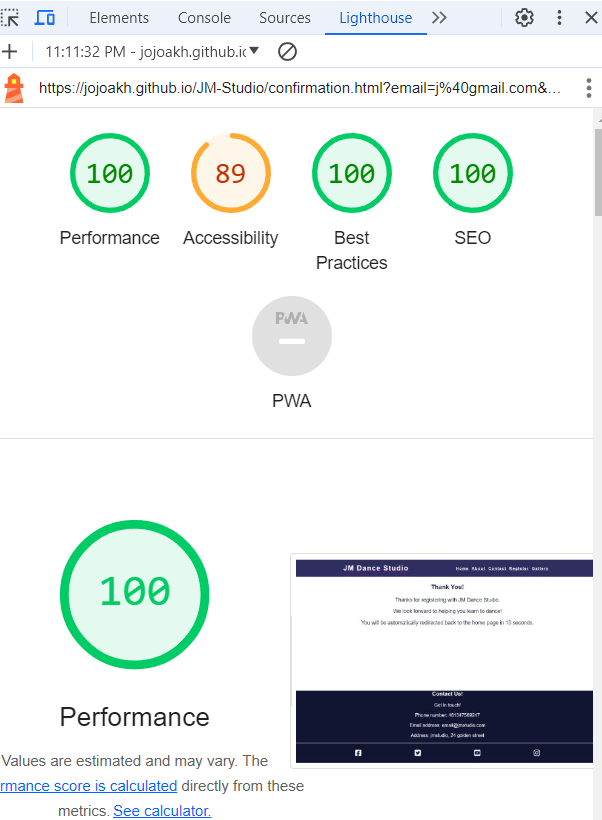 Elements Console Sources Lighthouse
11:11:32 PM - jojoakh.github.ic
https://jojoakh.github.io/JM-Studio/confirmation.html?email=j%40gmail.com&...
100 89 100 100
Performance Accessibility Best Practices SEO
PWA
PWA
100
Performance
Values are estimated and may vary. The
rmance score is calculated directly from these
metrics. See calculator.
JM Dance Studio Home About Contact Register Gallery
Thank You!
Thanks for registering with JM Dance Studio.
We look forward to helping you learn to dance!
You will be automatically redirected back to the home page in 10 seconds.
Contact Us!
Get in touch!
Email address: email@jmstudio.com
Address: jmstudio, 24 golden street